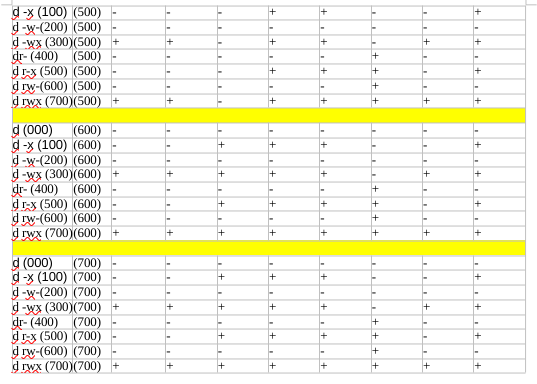 d -x (100) (500) - - - + + - - +
d -w-(200) (500) - - - - - - - -
d -wx (300)(500) + + - + + - + +
dr- (400) (500) - - - - - + - -
d r-x (500) (500) - - - + + + - +
d rw-(600) (500) - - - - - + - -
d rwx (700)(500) + + - + + + + +
d (000) (600) - - - - - - - -
d -x (100) (600) - - + + + - - +
d -w-(200) (600) - - - - - - - -
d -wx (300)(600) + + + + + - + +
dr- (400) (600) - - - - - + - -
d r-x (500) (600) - - + + + + - +
d rw-(600) (600) - - - - - + - -
d rwx (700)(600) + + + + + + + +
d (000) (700) - - - - - - - -
d -x (100) (700) - - + + + - - +
d -w-(200) (700) - - - - - - - -
d -wx (300)(700) + + + + + - + +
dr- (400) (700) - - - - - + - -
d r-x (500) (700) - - + + + + - +
d rw-(600) (700) - - - - - + - -
d rwx (700)(700) + + + + + + + +